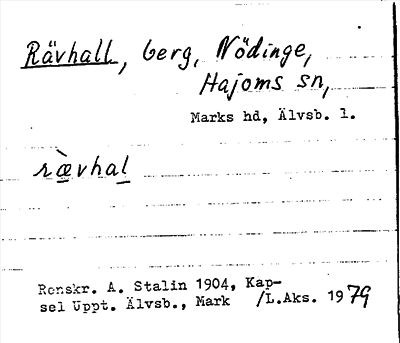 Rävhall, berg, Nödinge,
Hajoms sn,
Marks hd, Älvsb. l.
rævhal
Renskr. A. Stalin 1904, Kap-
sel Uppt. Älvsb., Mark /L.Aks. 1979